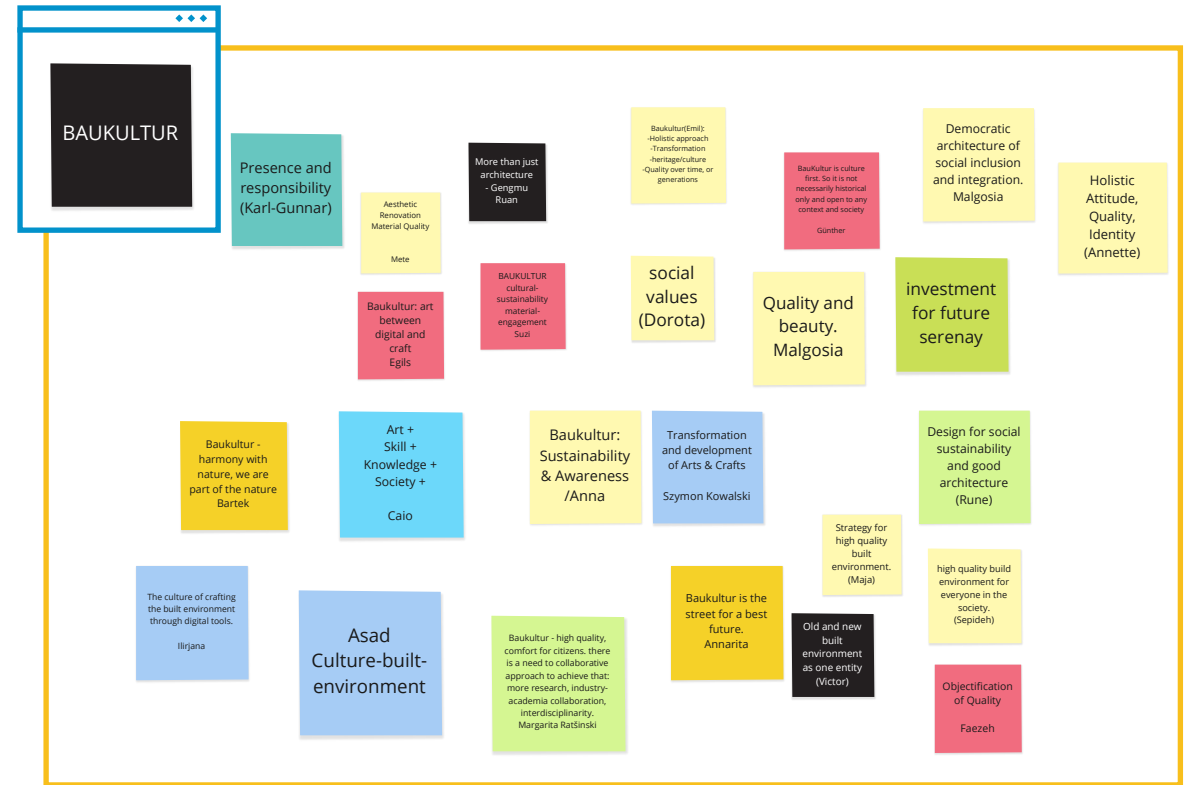 BAUKULTUR
Presence and
responsibility
(Karl-Gunnar)
Aesthetic
Renovation
Material Quality
Mete
More than just
architecture
- Gengmu
Ruan
Baukultur(Emil):
-Holistic approach
-Transformation
-heritage/culture
-Quality over time, or
generations
BauKultur is culture
first. So it is not
necessarily historical
only and open to any
context and society
Günther
Democratic
architecture of
social inclusion
and integration.
Malgosia
Holistic
Attitude,
Quality,
Identity
(Annette)
Baukultur: art
between
digital and
craft
Egils
BAUKULTUR
cultural-
sustainability
material-
engagement
Suzi
social
values
(Dorota)
Quality and
beauty.
Malgosia
investment
for future
serenay
Baukultur -
harmony with
nature, we are
part of the nature
Bartek
Art +
Skill +
Knowledge +
Society +
Caio
Baukultur:
Sustainability
& Awareness
/Anna
Transformation
and development
of Arts & Crafts
Szymon Kowalski
Design for social
sustainability
and good
architecture
(Rune)
Strategy for
high quality
built
environment.
(Maja)
high quality build
environment for
everyone in the
society.
(Sepideh)
The culture of crafting
the built environment
through digital tools.
Ilirjana
Asad
Culture-built-
environment
Baukultur - high quality,
comfort for citizens. there
is a need to collaborative
approach to achieve that:
more research, industry-
academia collaboration,
interdisciplinarity.
Margarita Ratšinski
Baukultur is the
street for a best
future.
Annarita
Old and new
built
environment
as one entity
(Victor)
Objectification
of Quality
Faezeh